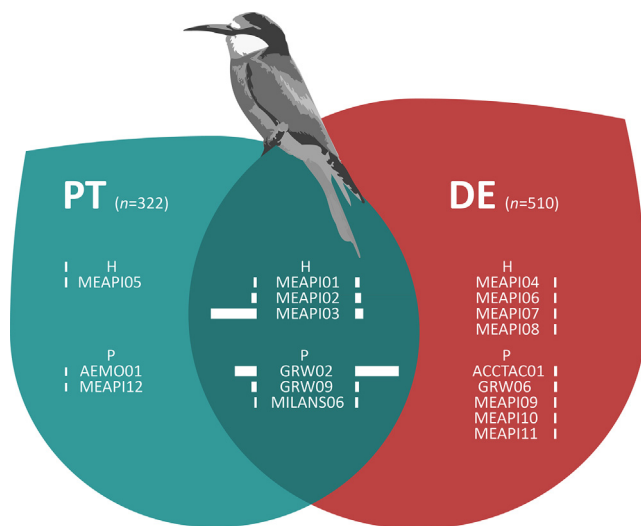 PT (n=322)
H
MEAPI05
P
AEMO01
MEAPI12
H
MEAPI01
MEAPI02
MEAPI03
P
GRW02
GRW09
MILANS06
DE (n=510)
H
MEAPI04
MEAPI06
MEAPI07
MEAPI08
P
ACCTAC01
GRW06
MEAPI09
MEAPI10
MEAPI11